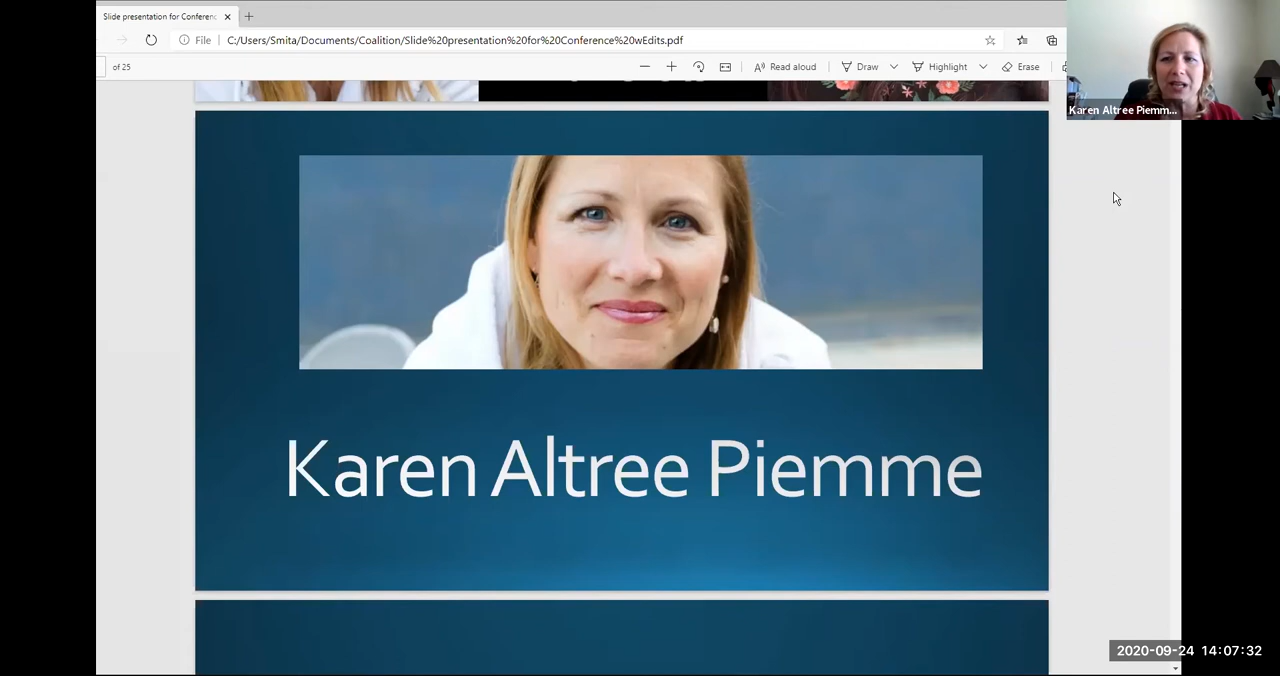 Slide presentation for Conferenc
File
C:/Users/Smita/Documents/Coalition/Slide%20presentation%20for%20Conference%20wEdits.pdf
of 25
Read aloud
Draw
Highlight
Erase
Karen Altree Piemm...
Karen Altree Piemme
2020-09-24 14:07:32